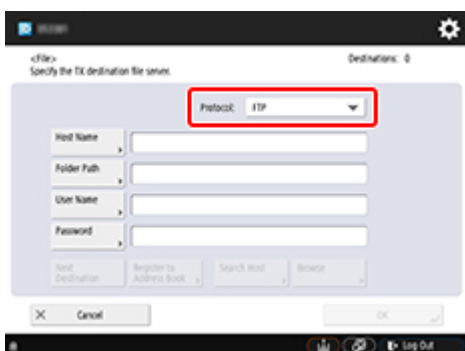 <File>
Specify the TX destination file server.
Destinations: 0
Protocol: FTP
Host Name
Folder Path
User Name
Password
Next
Destination
Register to
Address Book
Search Host
Browse
Cancel
OK
Log Out